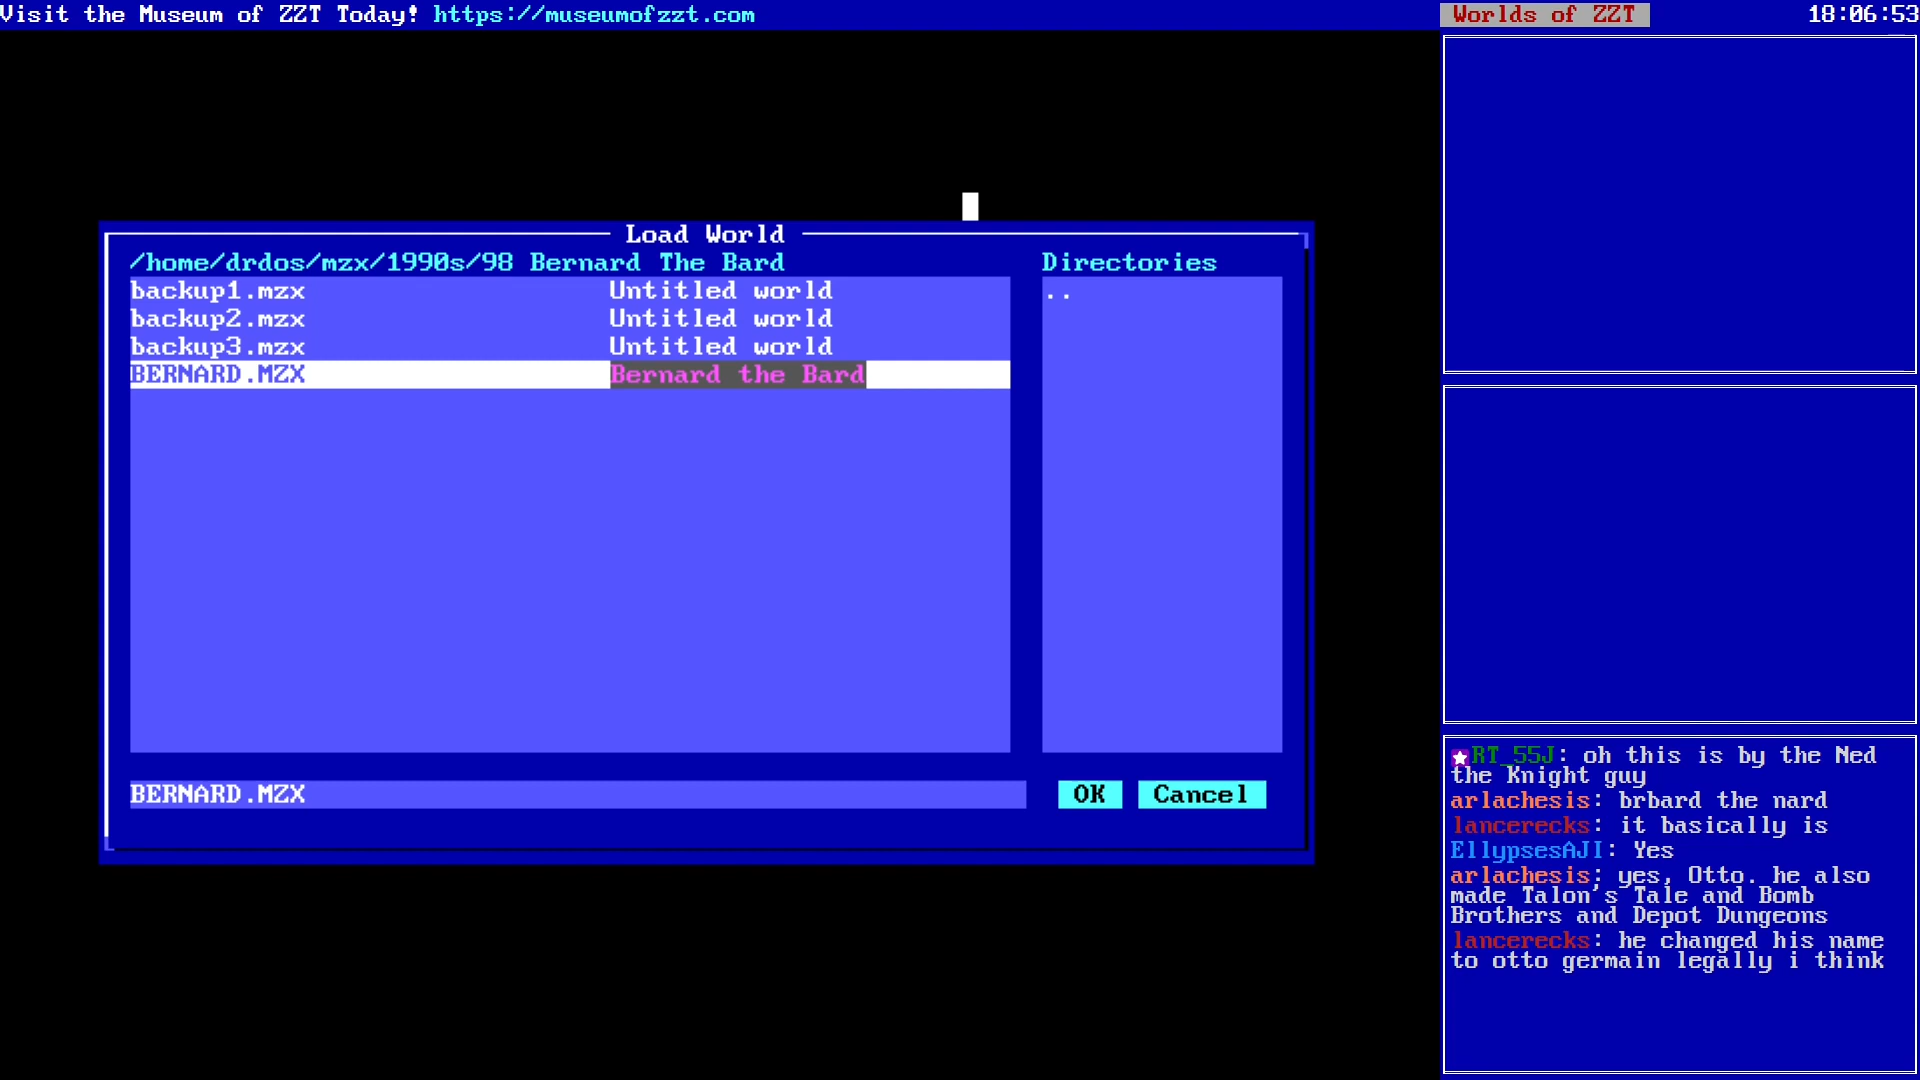 Visit the Museum of ZZT Today! https://museumofzzt.com
Worlds of ZZT
18:06:53
Load World
/home/drdos/mzx/1990s/98 Bernard The Bard
Directories
backup1.mzx Untitled world
..
backup2.mzx Untitled world
backup3.mzx Untitled world
BERNARD.MZX Bernard the Bard
BERNARD.MZX
OK
Cancel
RT_55J: oh this is by the Ned
the Knight guy
arlachesis: brbard the nard
lancerecks: it basically is
EllypsesAJI: Yes
arlachesis: yes, Otto. he also
made Talon's Tale and Bomb
Brothers and Depot Dungeons
lancerecks: he changed his name
to otto germain legally i think